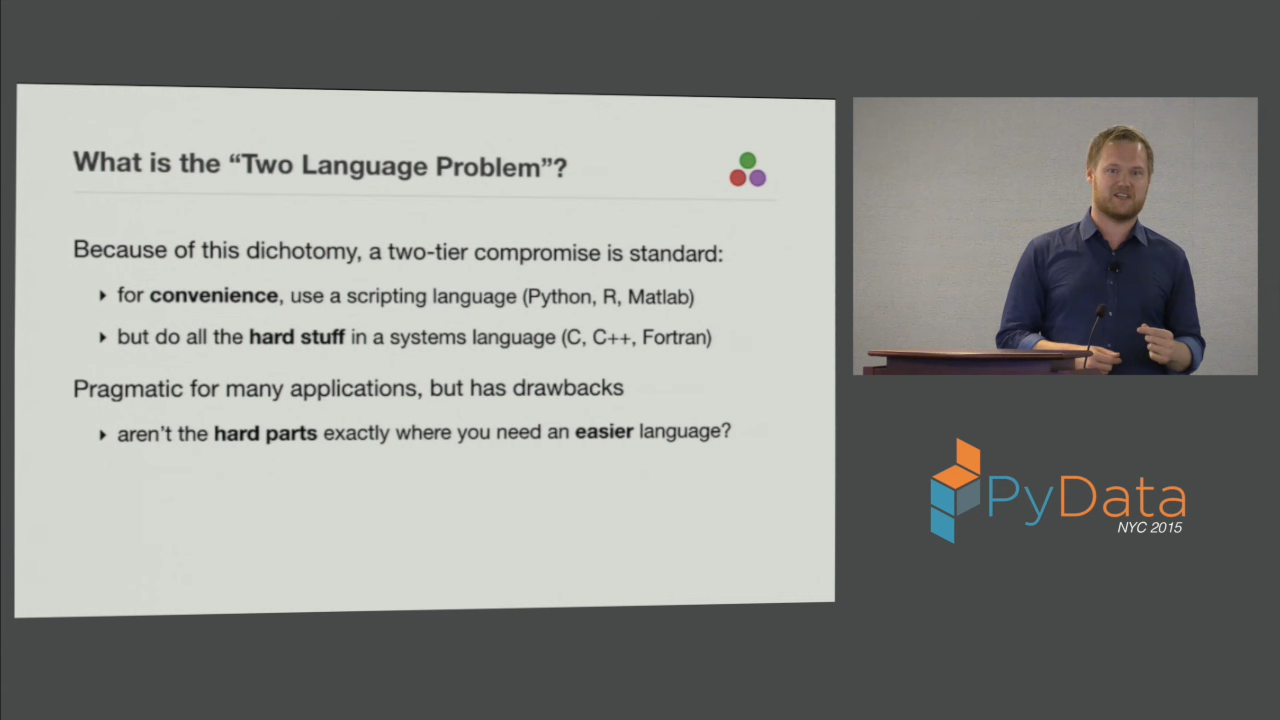 What is the “Two Language Problem”?
Because of this dichotomy, a two-tier compromise is standard:
‣ for convenience, use a scripting language (Python, R, Matlab)
‣ but do all the hard stuff in a systems language (C, C++, Fortran)
Pragmatic for many applications, but has drawbacks
‣ aren’t the hard parts exactly where you need an easier language?
PyData
NYC 2015